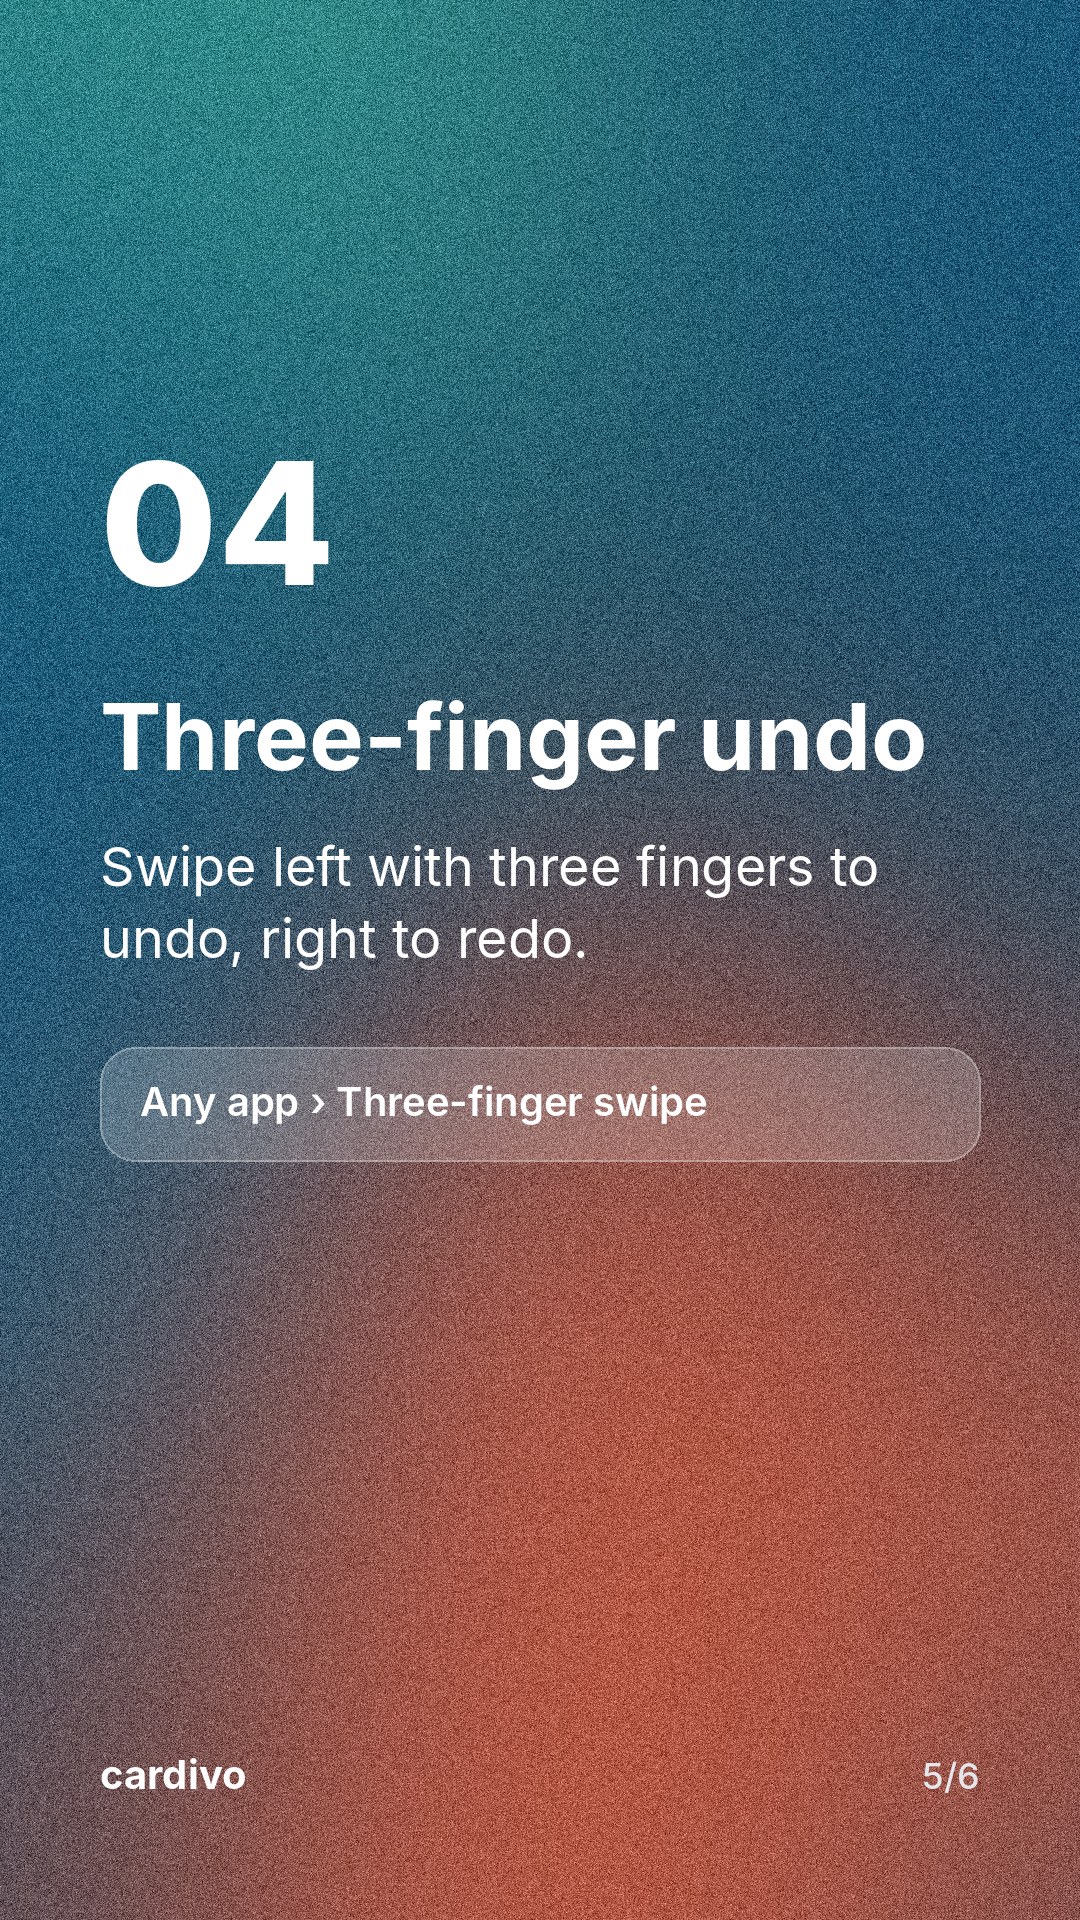 04
Three-finger undo
Swipe left with three fingers to
undo, right to redo.
Any app › Three-finger swipe
cardivo
5/6